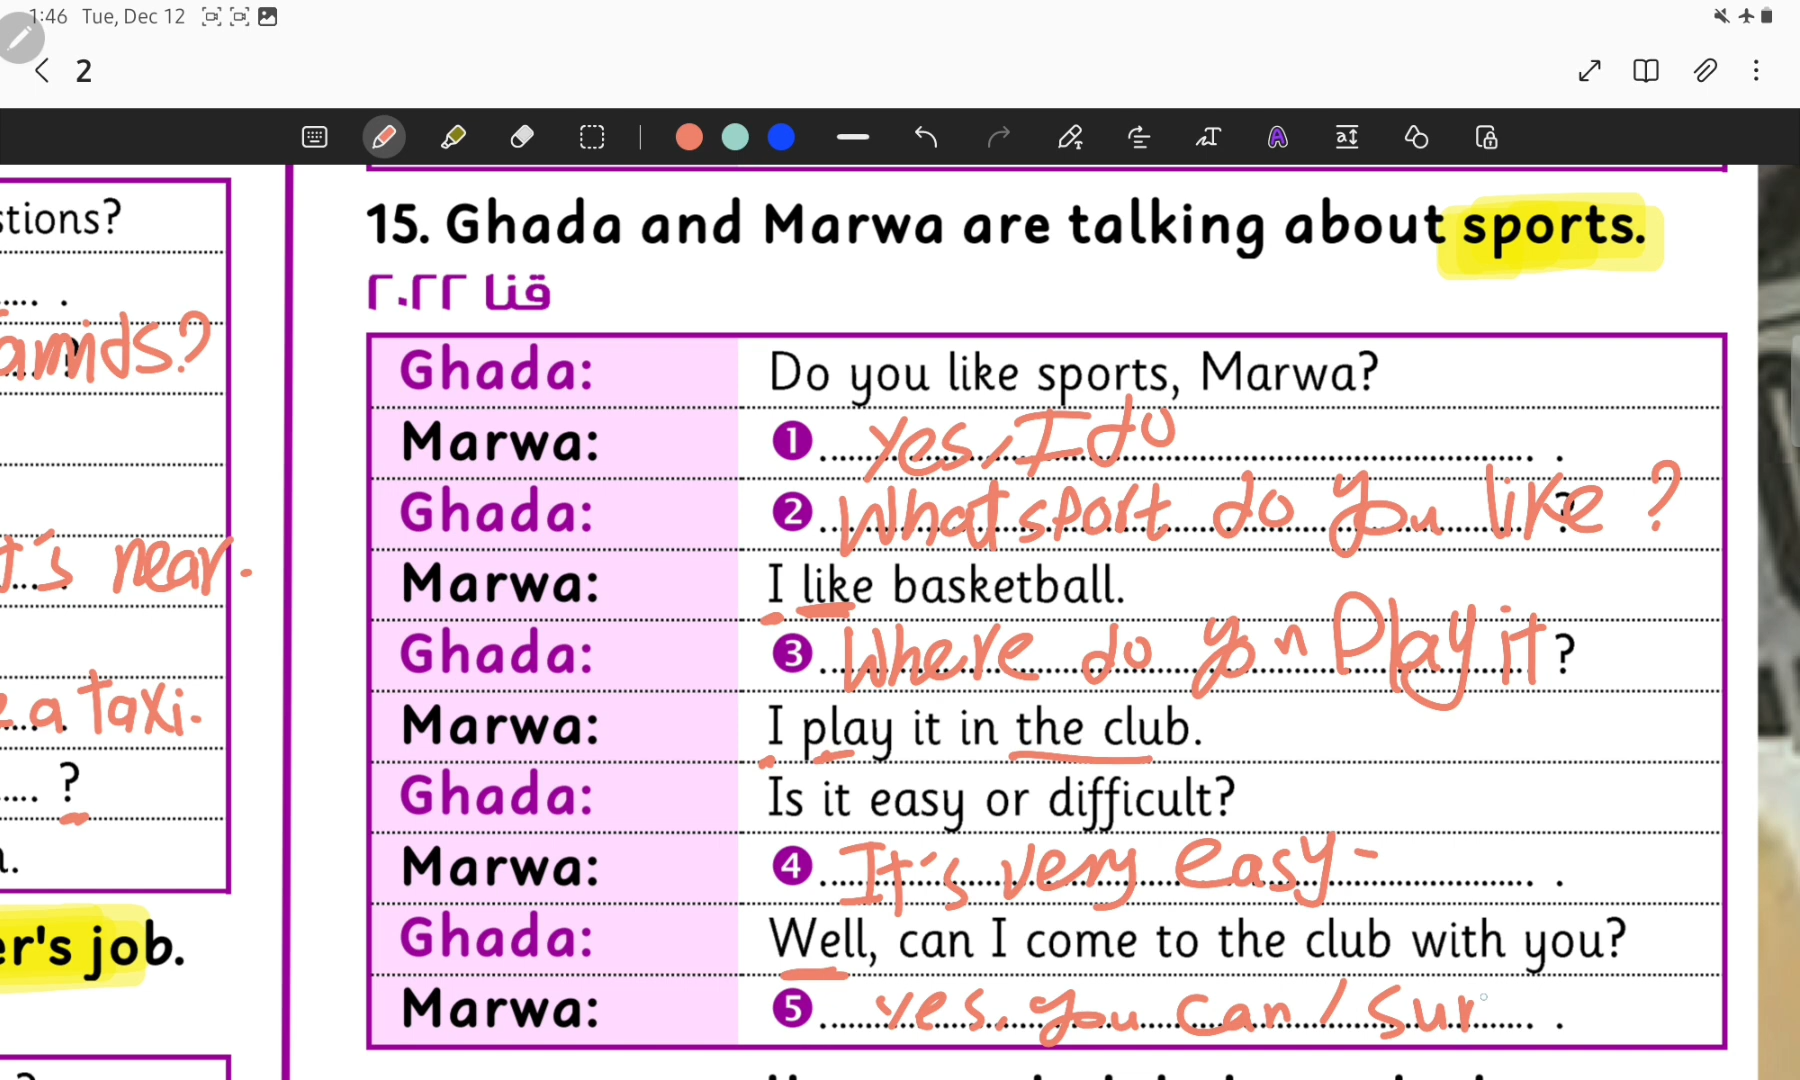 1:46 Tue, Dec 12
2
stions?
.
amids?
t's near.
a taxi.
?
.
er's job.
15. Ghada and Marwa are talking about sports.
قنا ٢٠٢٢
Ghada: Do you like sports, Marwa?
Marwa: 1 Yes, I do .
Ghada: 2 What sport do you like ?
Marwa: I like basketball.
Ghada: 3 Where do you Play it ?
Marwa: I play it in the club.
Ghada: Is it easy or difficult?
Marwa: 4 It's very easy- .
Ghada: Well, can I come to the club with you?
Marwa: 5 yes, you can / Sur .